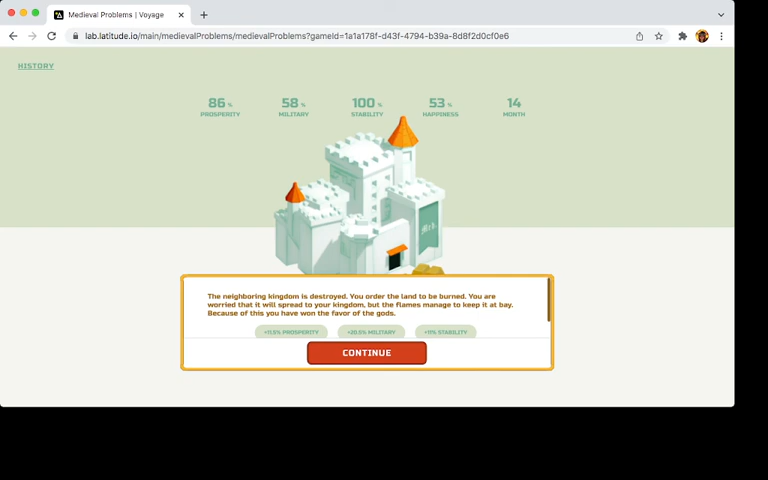 Medieval Problems | Voyage
lab.latitude.io/main/medievalProblems/medievalProblems?gameId=1a1a178f-d43f-4794-b39a-8d8f2d0cf0e6
HISTORY
86 % 58 % 100 % 53 % 14
PROSPERITY MILITARY STABILITY HAPPINESS MONTH
The neighboring kingdom is destroyed. You order the land to be burned. You are
worried that it will spread to your kingdom, but the flames manage to keep it at bay.
Because of this you have won the favor of the gods.
+11.5% PROSPERITY +20.5% MILITARY +11% STABILITY
CONTINUE